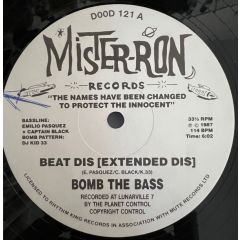 DOOD 121 A
MISTER-RON
RECORDS
"THE NAMES HAVE BEEN CHANGED
TO PROTECT THE INNOCENT"
BASSLINE:
EMILIO PASQUEZ
+ CAPTAIN BLACK
BOMB PATTERN:
DJ KID 33
33⅓ RPM
℗ © 1987
114 BPM
Time: 6:02
BEAT DIS [EXTENDED DIS]
(E. PASQUEZ/C. BLACK/K.33)
BOMB THE BASS
RECORDED AT LUNARVILLE 7
BY THE PLANET CONTROL
COPYRIGHT CONTROL
LICENSED TO RHYTHM KING RECORDS IN ASSOCIATION WITH MUTE RECORDS LTD